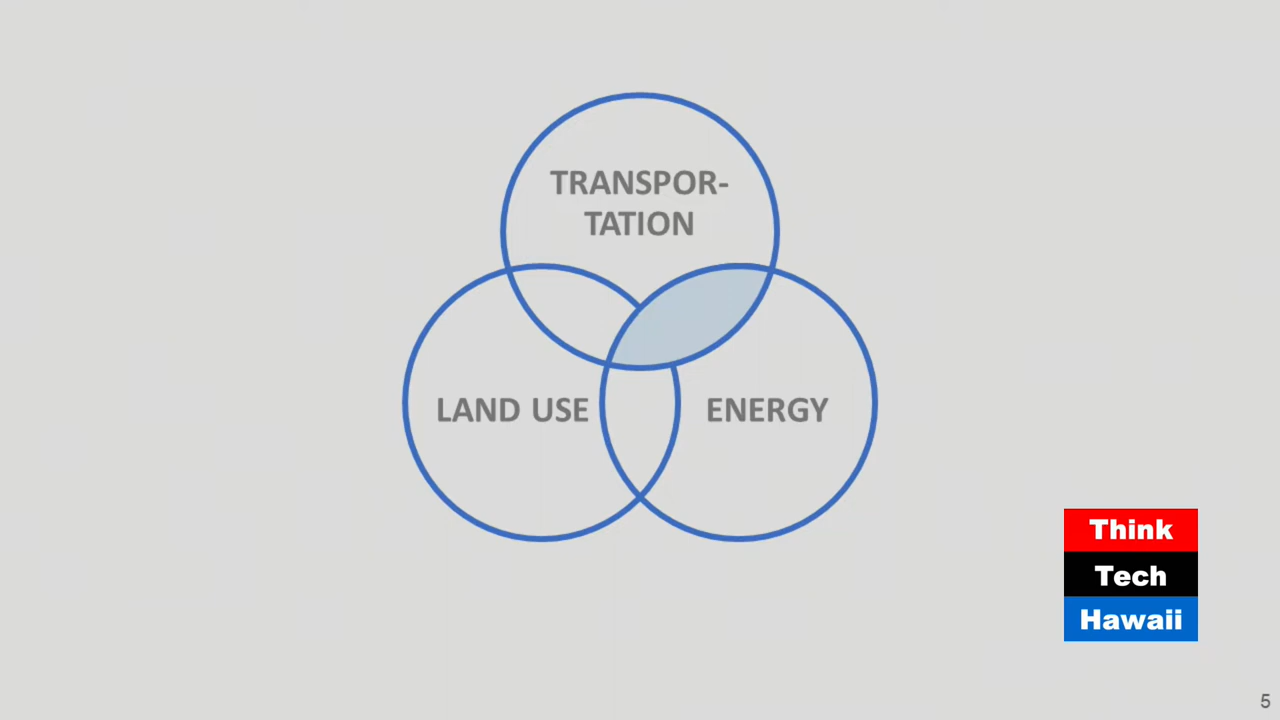 TRANSPOR-
TATION
LAND USE
ENERGY
Think
Tech
Hawaii
5